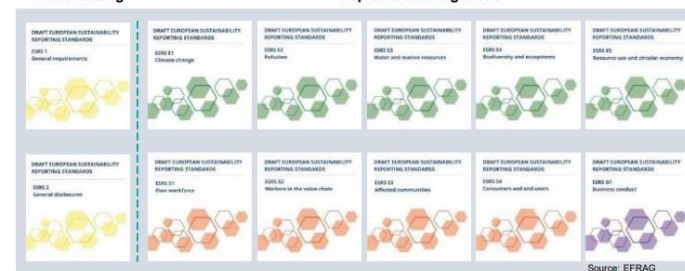 DRAFT EUROPEAN SUSTAINABILITY
REPORTING STANDARDS
ESRS 1
General requirements
DRAFT EUROPEAN SUSTAINABILITY
REPORTING STANDARDS
ESRS E1
Climate change
DRAFT EUROPEAN SUSTAINABILITY
REPORTING STANDARDS
ESRS E2
Pollution
DRAFT EUROPEAN SUSTAINABILITY
REPORTING STANDARDS
ESRS E3
Water and marine resources
DRAFT EUROPEAN SUSTAINABILITY
REPORTING STANDARDS
ESRS E4
Biodiversity and ecosystems
DRAFT EUROPEAN SUSTAINABILITY
REPORTING STANDARDS
ESRS E5
Resource use and circular economy
DRAFT EUROPEAN SUSTAINABILITY
REPORTING STANDARDS
ESRS 2
General disclosures
DRAFT EUROPEAN SUSTAINABILITY
REPORTING STANDARDS
ESRS S1
Own workforce
DRAFT EUROPEAN SUSTAINABILITY
REPORTING STANDARDS
ESRS S2
Workers in the value chain
DRAFT EUROPEAN SUSTAINABILITY
REPORTING STANDARDS
ESRS S3
Affected communities
DRAFT EUROPEAN SUSTAINABILITY
REPORTING STANDARDS
ESRS S4
Consumers and end-users
DRAFT EUROPEAN SUSTAINABILITY
REPORTING STANDARDS
ESRS G1
Business conduct
Source: EFRAG